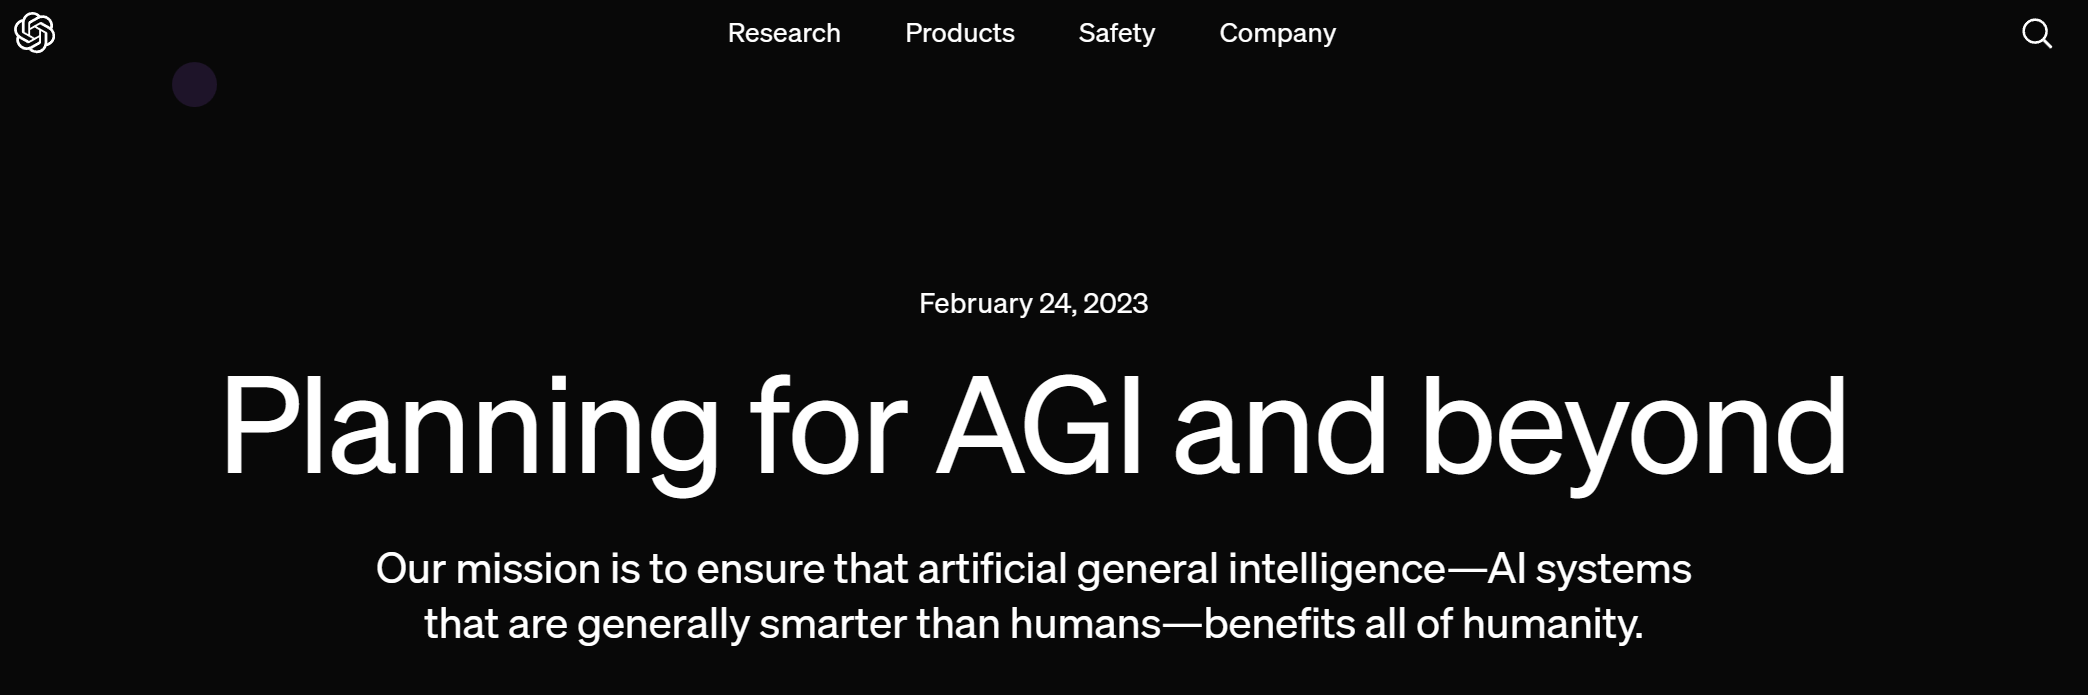 Research Products Safety Company
February 24, 2023
Planning for AGI and beyond
Our mission is to ensure that artificial general intelligence—AI systems
that are generally smarter than humans—benefits all of humanity.